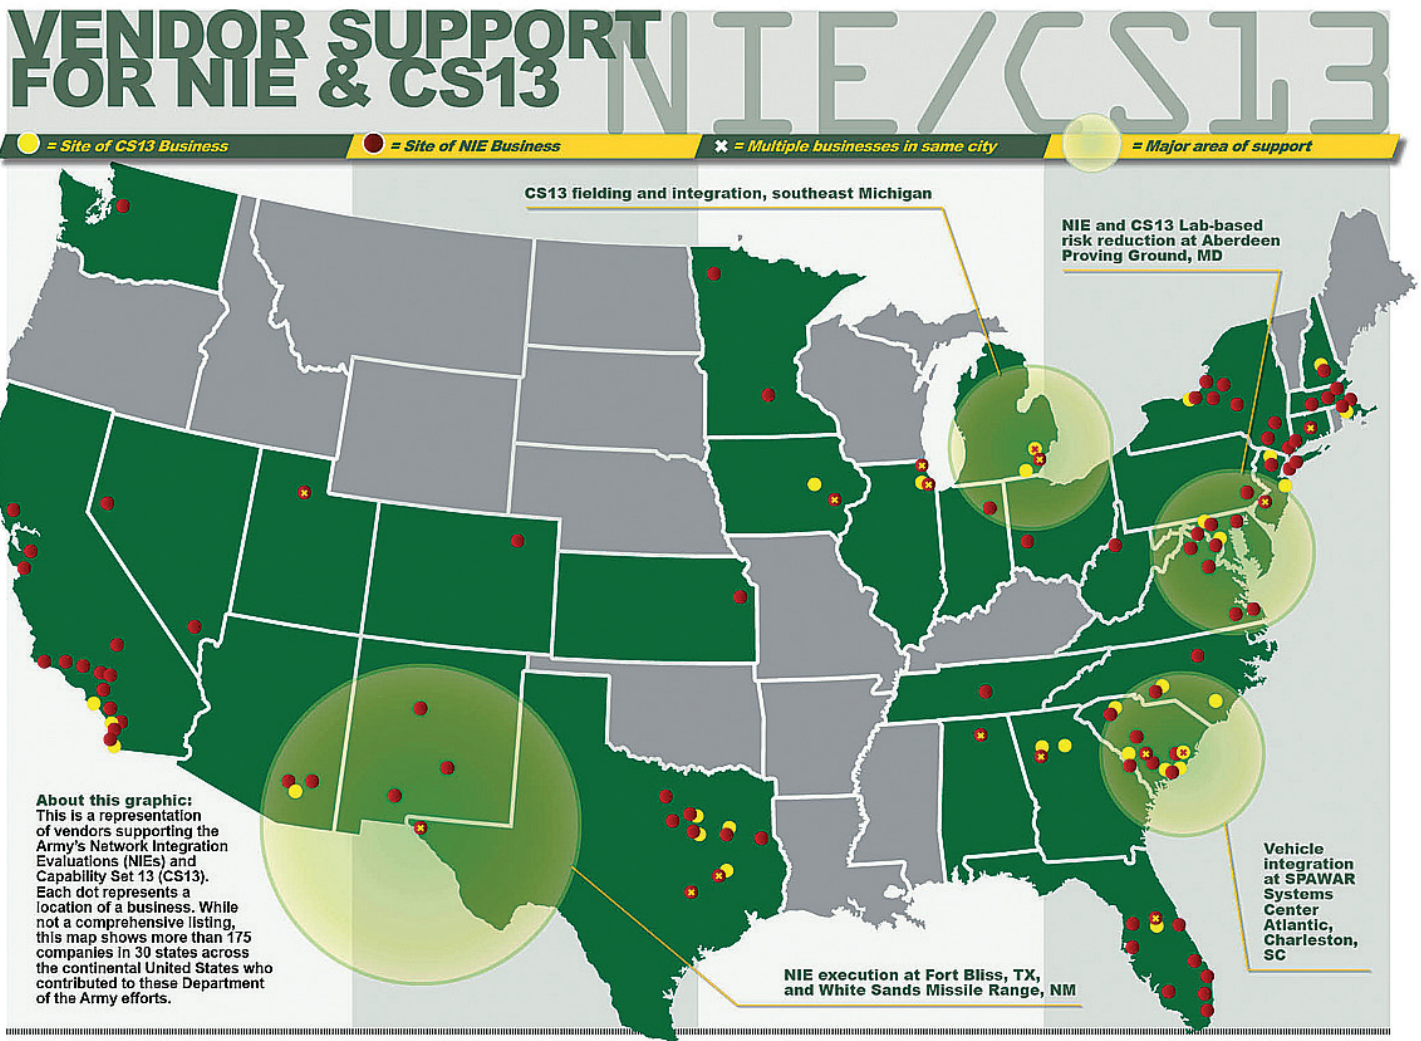 VENDOR SUPPORT
FOR NIE & CS13
NIE/CS13
= Site of CS13 Business
= Site of NIE Business
= Multiple businesses in same city
= Major area of support
CS13 fielding and integration, southeast Michigan
NIE and CS13 Lab-based
risk reduction at Aberdeen
Proving Ground, MD
About this graphic:
This is a representation
of vendors supporting the
Army's Network Integration
Evaluations (NIEs) and
Capability Set 13 (CS13).
Each dot represents a
location of a business. While
not a comprehensive listing,
this map shows more than 175
companies in 30 states across
the continental United States who
contributed to these Department
of the Army efforts.
Vehicle
integration
at SPAWAR
Systems
Center
Atlantic,
Charleston,
SC
NIE execution at Fort Bliss, TX,
and White Sands Missile Range, NM